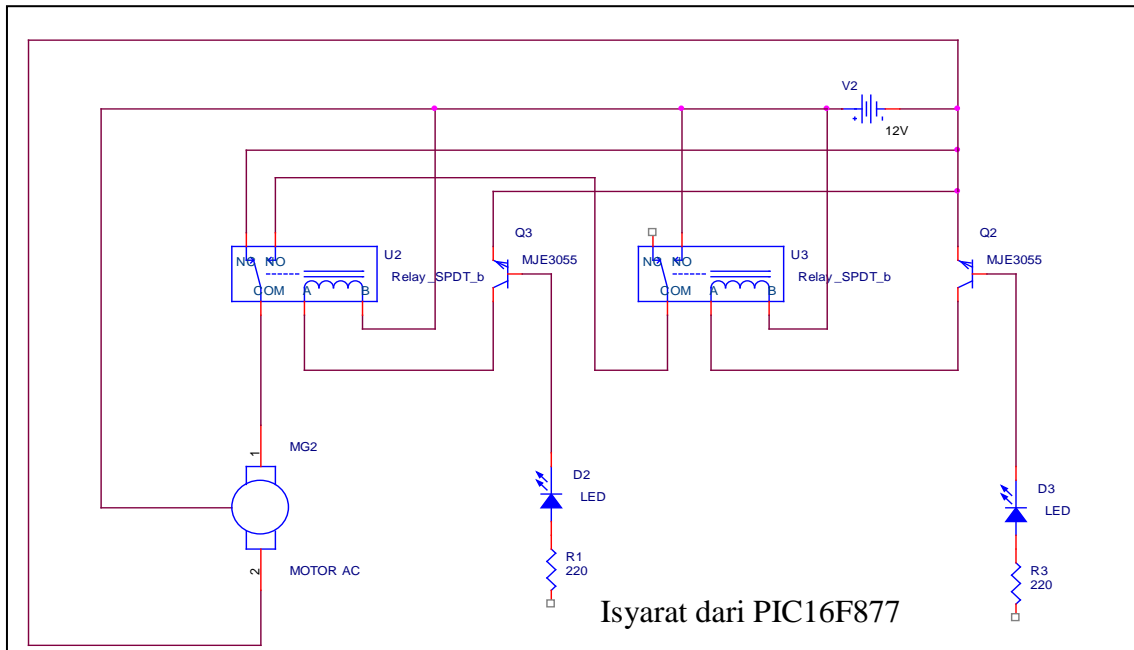 V2
12V
Q3
MJE3055
Q2
MJE3055
NO NO
COM A B
U2
Relay_SPDT_b
NO NO
COM A B
U3
Relay_SPDT_b
1
MG2
2
MOTOR AC
D2
LED
D3
LED
R1
220
R3
220
Isyarat dari PIC16F877